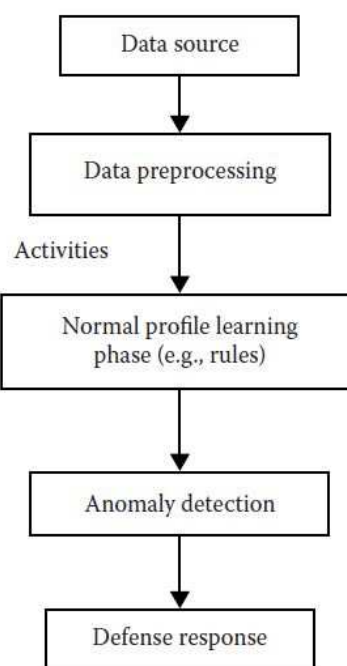 Data source
Data preprocessing
Activities
Normal profile learning
phase (e.g., rules)
Anomaly detection
Defense response